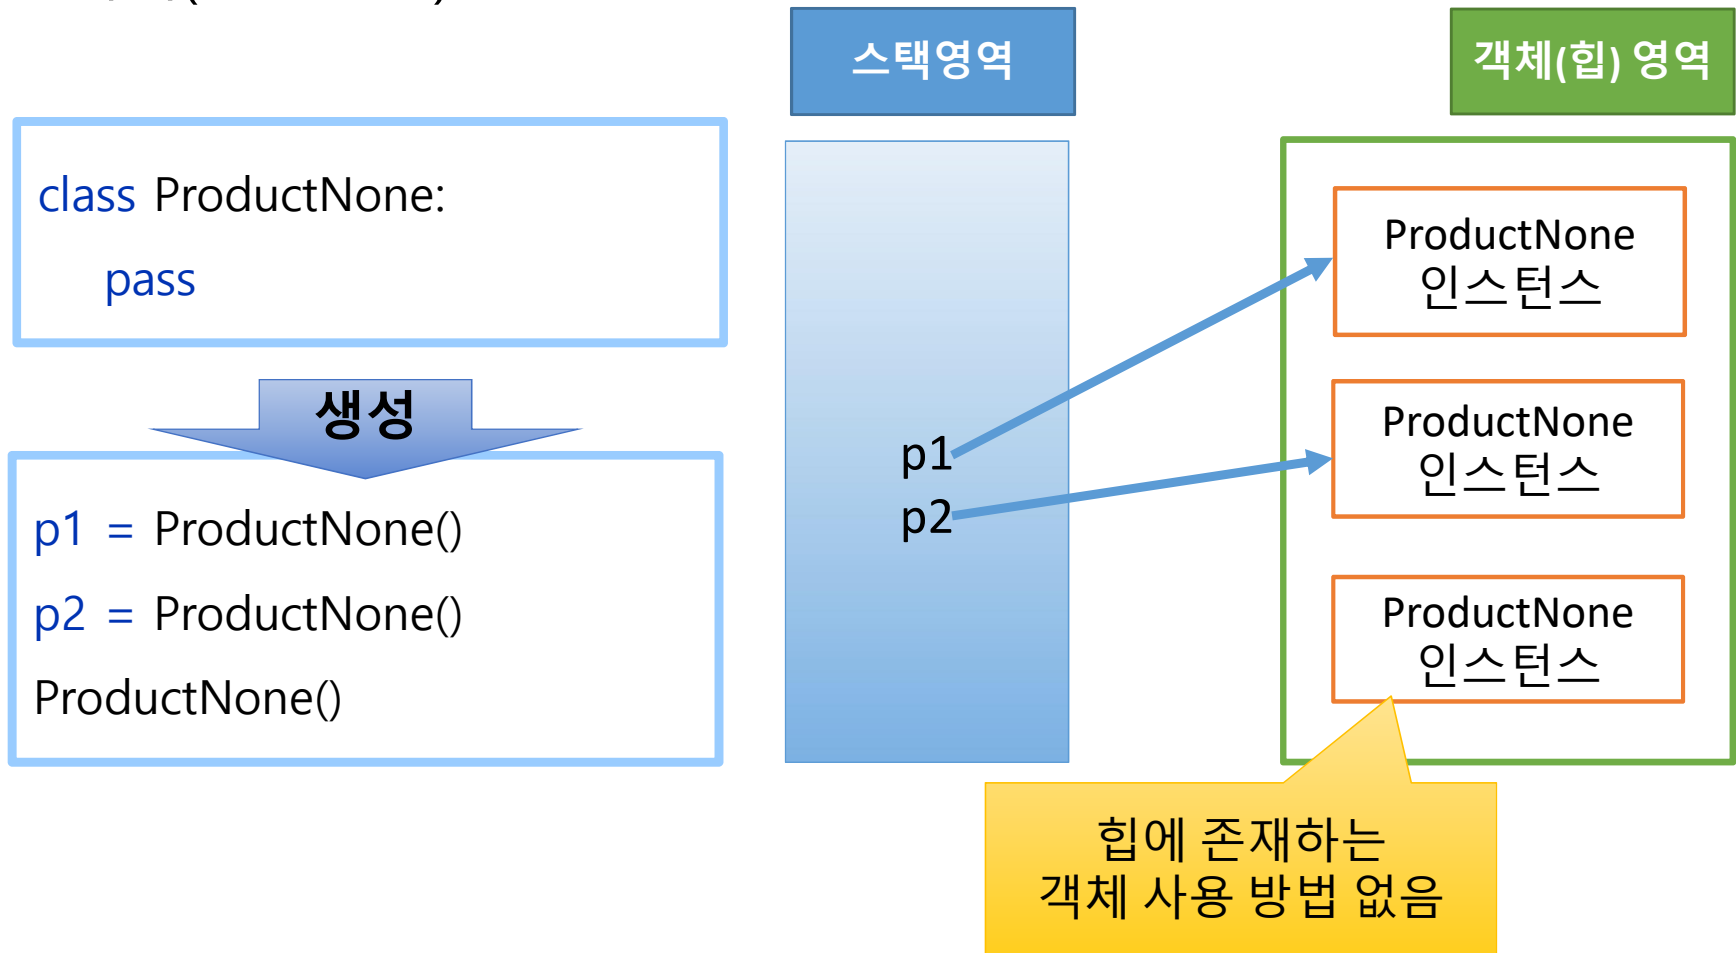 스택영역
객체(힙) 영역
class ProductNone:
pass
생성
p1 = ProductNone()
p2 = ProductNone()
ProductNone()
p1
p2
ProductNone
인스턴스
ProductNone
인스턴스
ProductNone
인스턴스
힙에 존재하는
객체 사용 방법 없음